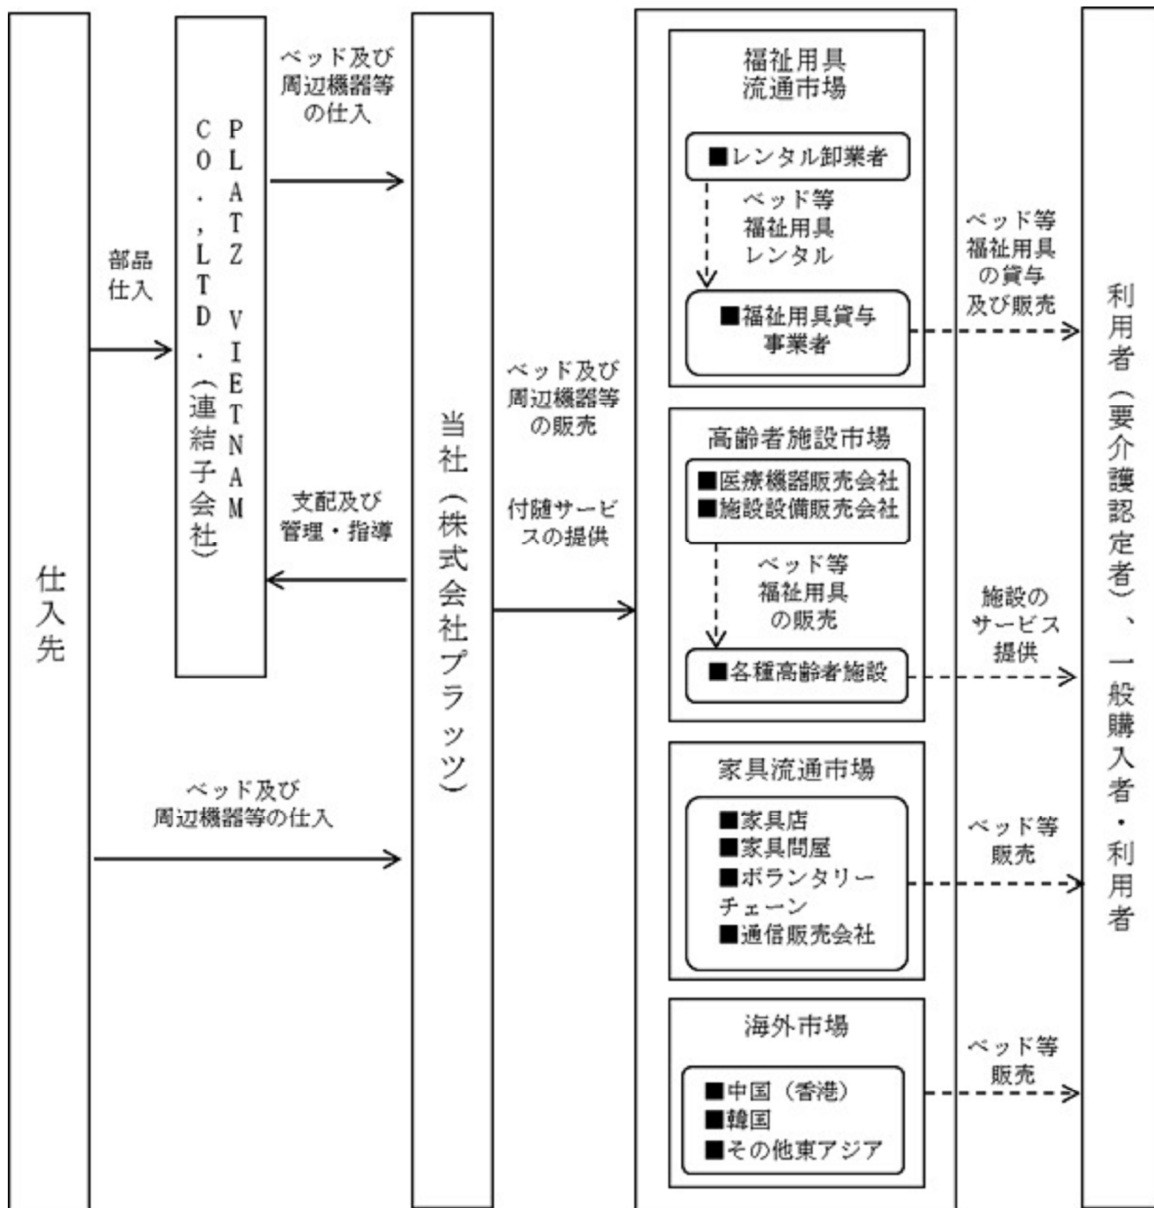 仕入先
部品
仕入
PLATZ VIETNAM
CO.,LTD.(連結子会社)
ベッド及び
周辺機器等
の仕入
支配及び
管理・指導
ベッド及び
周辺機器等の仕入
当社(株式会社プラッツ)
ベッド及び
周辺機器等
の販売
付随サービ
スの提供
福祉用具
流通市場
■レンタル卸業者
ベッド等
福祉用具
レンタル
■福祉用具貸与
事業者
高齢者施設市場
■医療機器販売会社
■施設設備販売会社
ベッド等
福祉用具
の販売
■各種高齢者施設
家具流通市場
■家具店
■家具問屋
■ボランタリー
チェーン
■通信販売会社
海外市場
■中国(香港)
■韓国
■その他東アジア
ベッド等
福祉用具
の貸与
及び販売
施設の
サービス
提供
ベッド等
販売
ベッド等
販売
利用者(要介護認定者)、一般購入者・利用者